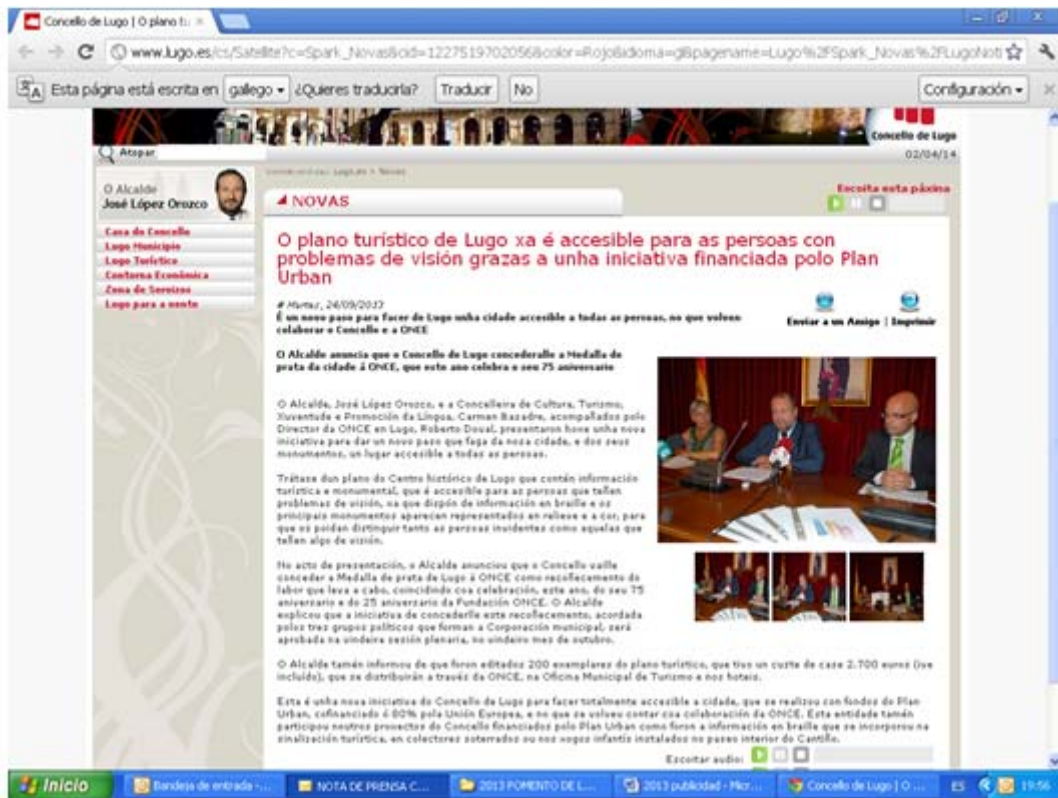 Concello de Lugo | O plano tu
www.lugo.es/cs/Satellite?c=Spark_Novas&cid=1227519702056&color=Rojo&idioma=gl&pagename=Lugo%2FSpark_Novas%2FLugoNoti
Esta página está escrita en gallego ¿Quieres traducirla? Traducir No Configuración
Concello de Lugo
Atopar
02/04/14
O Alcalde
José López Orozco
Casa do Concello
Lugo Municipio
Lugo Turístico
Contorna Económica
Zona de Servizos
Lugo para a xente
Lugo.es > Novas
Escoita esta páxina
NOVAS
O plano turístico de Lugo xa é accesible para as persoas con
problemas de visión grazas a unha iniciativa financiada polo Plan
Urban
# Martes, 24/09/2013
É un novo paso para facer de Lugo unha cidade accesible a todas as persoas, no que volven
colaborar o Concello e a ONCE
Enviar a un Amigo | Imprimir
O Alcalde anuncia que o Concello de Lugo concederalle a Medalla de
prata da cidade á ONCE, que este ano celebra o seu 75 aniversario
O Alcalde, José López Orozco, e a Concelleira de Cultura, Turismo,
Xuventude e Promoción da Lingua, Carmen Basadre, acompañados polo
Director da ONCE en Lugo, Roberto Doval, presentaron hoxe unha nova
iniciativa para dar un novo paso que faga da nosa cidade, e dos seus
monumentos, un lugar accesible a todas as persoas.
Trátase dun plano do Centro histórico de Lugo que contén información
turística e monumental, que é accesible para as persoas que teñen
problemas de visión, xa que dispón de información en braille e os
principais monumentos aparecen representados en relieve e a cor, para
que os poidan distinguir tanto as persoas invidentes como aquelas que
teñen algo de visión.
No acto de presentación, o Alcalde anunciou que o Concello vaille
conceder a Medalla de prata de Lugo á ONCE como recoñecemento do
labor que leva a cabo, coincidindo coa celebración, este ano, do seu 75
aniversario e do 25 aniversario da Fundación ONCE. O Alcalde
explicou que a iniciativa de concederlle este recoñecemento, acordada
polos tres grupos políticos que forman a Corporación municipal, será
aprobada na vindeira sesión plenaria, no vindeiro mes de outubro.
O Alcalde tamén informou de que foron editados 200 exemplares do plano turístico, que tivo un custe de case 2.700 euros (ive
incluído), que se distribuirán a través da ONCE, na Oficina Municipal de Turismo e nos hoteis.
Esta é unha nova iniciativa do Concello de Lugo para facer totalmente accesible a cidade, que se realizou con fondos do Plan
Urban, cofinanciado ó 80% pola Unión Europea, e no que se volveu contar coa colaboración da ONCE. Esta entidade tamén
participou noutros proxectos do Concello financiados polo Plan Urban como foron a información en braille que se incorporou na
sinalización turística, en colectores soterrados ou nos xogos infantís instalados no paseo interior do Cantiño.
Escoitar audio:
Inicio Bandeja de entrada -... NOTA DE PRENSA C... 2013 FOMENTO DE L... 2013 publicidad - Micr... Concello de Lugo | O ... ES 19:56